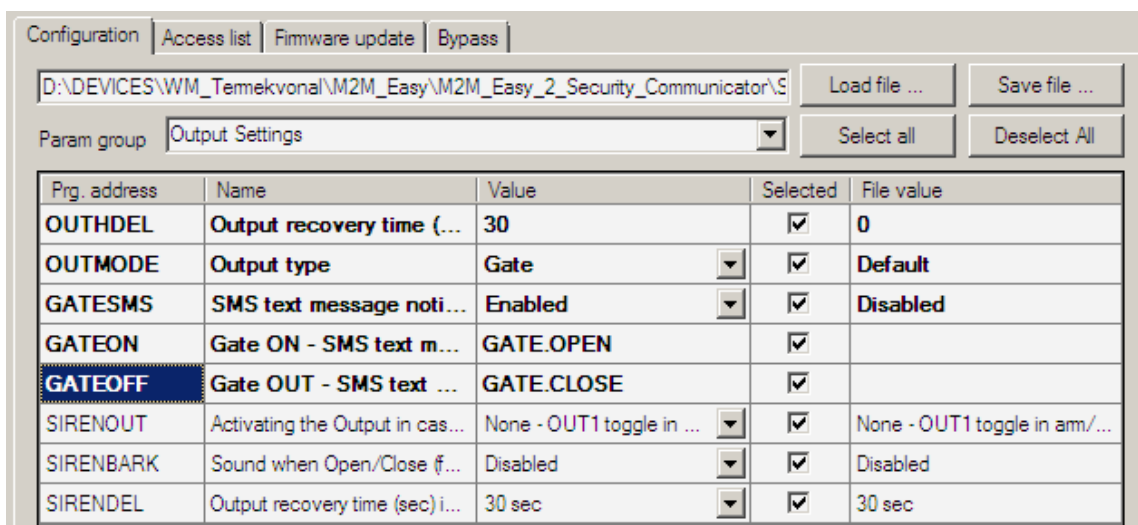 Configuration Access list Firmware update Bypass
D:\DEVICES\WM_Termekvonal\M2M_Easy\M2M_Easy_2_Security_Communicator\S Load file ... Save file ...
Param group Output Settings Select all Deselect All
Prg. address Name Value Selected File value
OUTHDEL Output recovery time (... 30 0
OUTMODE Output type Gate Default
GATESMS SMS text message noti... Enabled Disabled
GATEON Gate ON - SMS text m... GATE.OPEN
GATEOFF Gate OUT - SMS text ... GATE.CLOSE
SIRENOUT Activating the Output in cas... None - OUT1 toggle in ... None - OUT1 toggle in arm/...
SIRENBARK Sound when Open/Close (f... Disabled Disabled
SIRENDEL Output recovery time (sec) i... 30 sec 30 sec